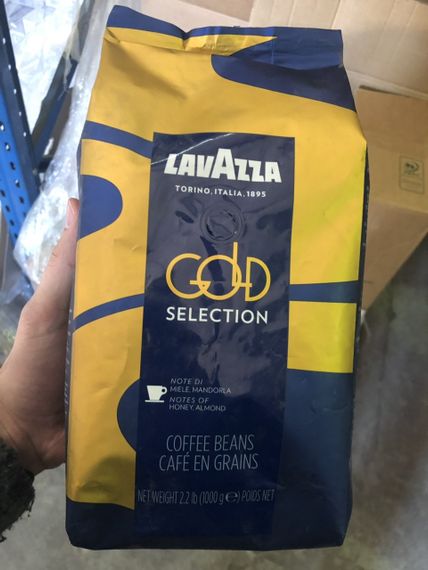 LAVAZZA
TORINO, ITALIA, 1895
GOLD
SELECTION
NOTE DI
MIELE, MANDORLA
NOTES OF
HONEY, ALMOND
COFFEE BEANS
CAFÉ EN GRAINS
NET WEIGHT 2.2 lb (1000 g ℮) POIDS NET